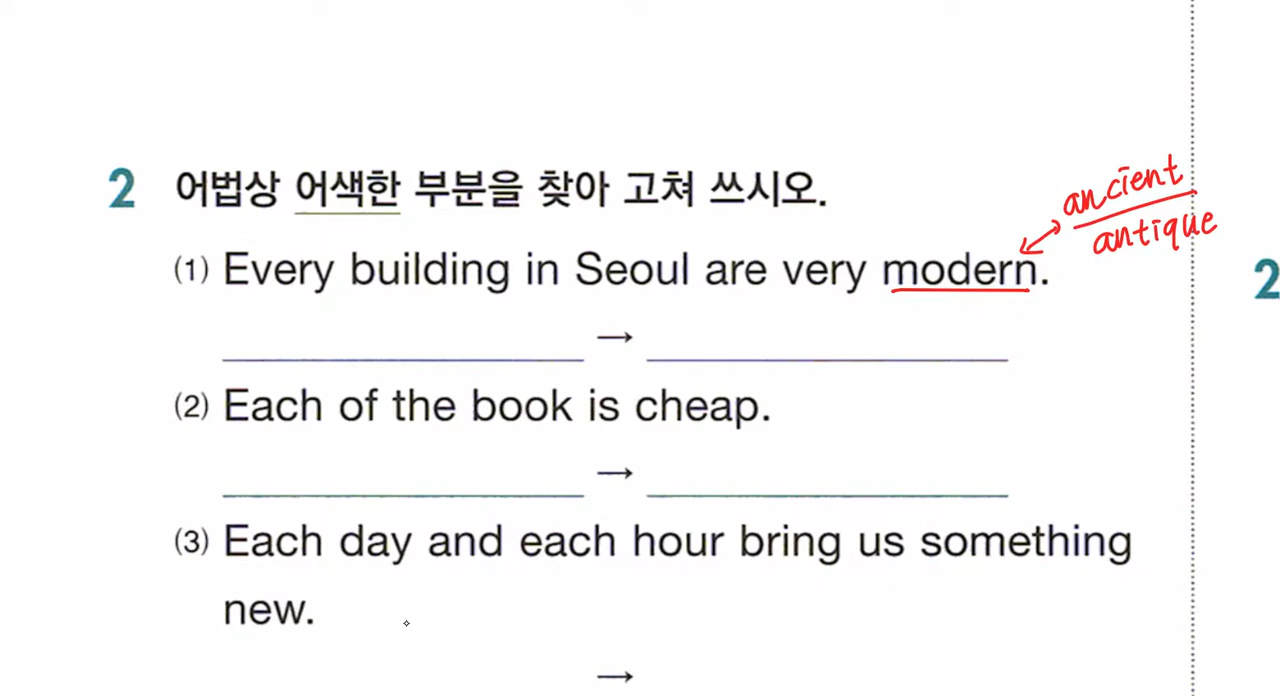 2 어법상 어색한 부분을 찾아 고쳐 쓰시오.
ancient
antique
(1) Every building in Seoul are very modern.
→
2
(2) Each of the book is cheap.
→
(3) Each day and each hour bring us something
new.
→